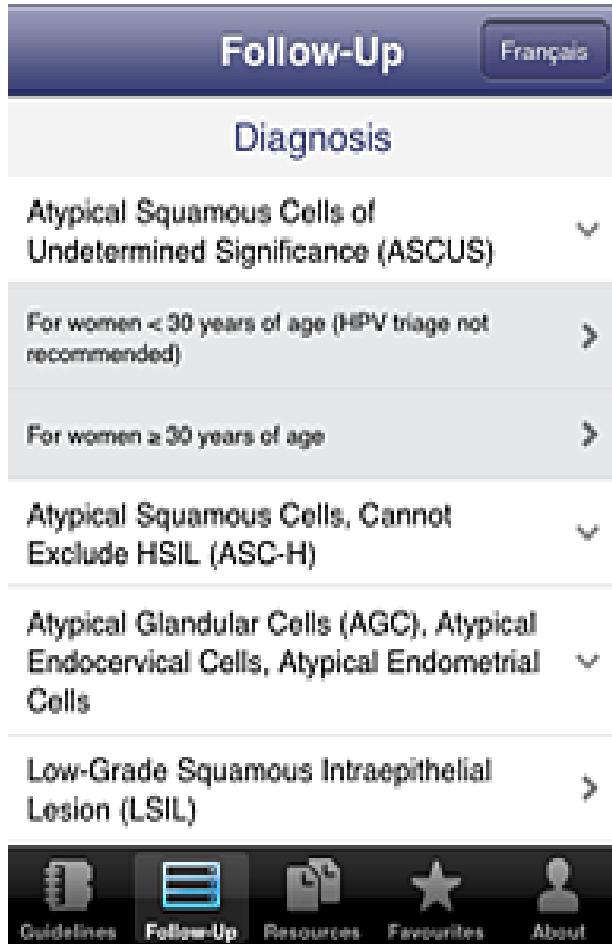 Follow-Up
Français
Diagnosis
Atypical Squamous Cells of
Undetermined Significance (ASCUS)
For women < 30 years of age (HPV triage not
recommended)
For women ≥ 30 years of age
Atypical Squamous Cells, Cannot
Exclude HSIL (ASC-H)
Atypical Glandular Cells (AGC), Atypical
Endocervical Cells, Atypical Endometrial
Cells
Low-Grade Squamous Intraepithelial
Lesion (LSIL)
Guidelines Follow-Up Resources Favourites About